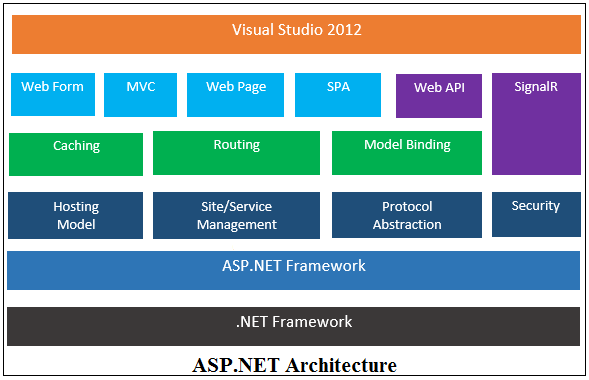 Visual Studio 2012
Web Form
MVC
Web Page
SPA
Web API
SignalR
Caching
Routing
Model Binding
Hosting
Model
Site/Service
Management
Protocol
Abstraction
Security
ASP.NET Framework
.NET Framework
ASP.NET Architecture